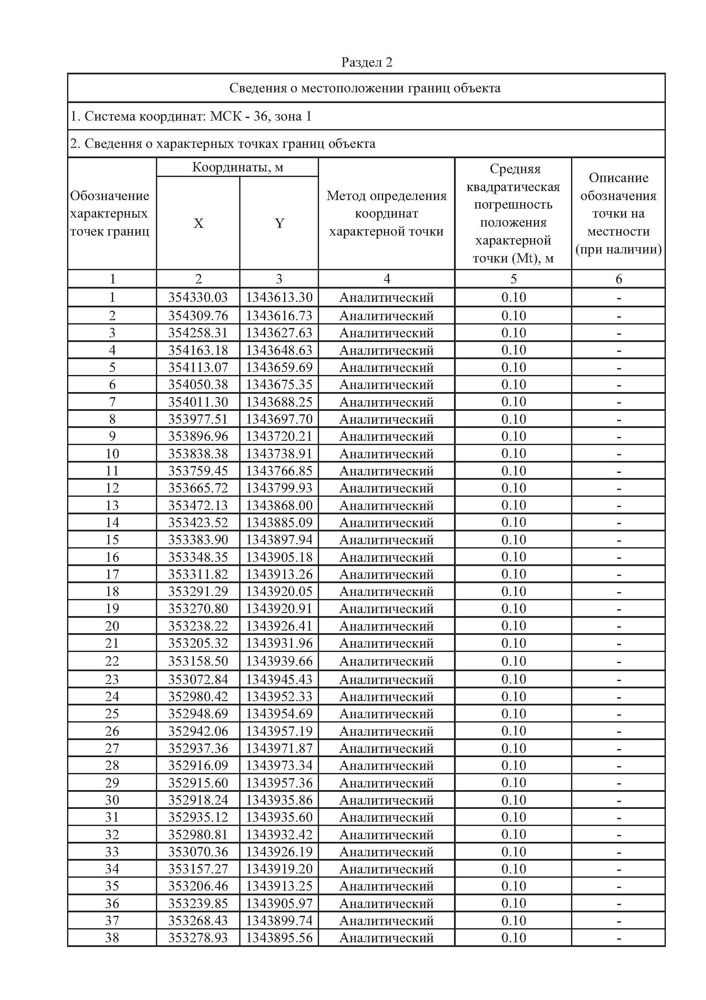 Раздел 2
Сведения о местоположении границ объекта
1. Система координат: МСК - 36, зона 1
2. Сведения о характерных точках границ объекта
Обозначение
характерных
точек границ
Координаты, м
X
Y
Метод определения
координат
характерной точки
Средняя
квадратическая
погрешность
положения
характерной
точки (Mt), м
Описание
обозначения
точки на
местности
(при наличии)
1 2 3 4 5 6
1 354330.03 1343613.30 Аналитический 0.10 -
2 354309.76 1343616.73 Аналитический 0.10 -
3 354258.31 1343627.63 Аналитический 0.10 -
4 354163.18 1343648.63 Аналитический 0.10 -
5 354113.07 1343659.69 Аналитический 0.10 -
6 354050.38 1343675.35 Аналитический 0.10 -
7 354011.30 1343688.25 Аналитический 0.10 -
8 353977.51 1343697.70 Аналитический 0.10 -
9 353896.96 1343720.21 Аналитический 0.10 -
10 353838.38 1343738.91 Аналитический 0.10 -
11 353759.45 1343766.85 Аналитический 0.10 -
12 353665.72 1343799.93 Аналитический 0.10 -
13 353472.13 1343868.00 Аналитический 0.10 -
14 353423.52 1343885.09 Аналитический 0.10 -
15 353383.90 1343897.94 Аналитический 0.10 -
16 353348.35 1343905.18 Аналитический 0.10 -
17 353311.82 1343913.26 Аналитический 0.10 -
18 353291.29 1343920.05 Аналитический 0.10 -
19 353270.80 1343920.91 Аналитический 0.10 -
20 353238.22 1343926.41 Аналитический 0.10 -
21 353205.32 1343931.96 Аналитический 0.10 -
22 353158.50 1343939.66 Аналитический 0.10 -
23 353072.84 1343945.43 Аналитический 0.10 -
24 352980.42 1343952.33 Аналитический 0.10 -
25 352948.69 1343954.69 Аналитический 0.10 -
26 352942.06 1343957.19 Аналитический 0.10 -
27 352937.36 1343971.87 Аналитический 0.10 -
28 352916.09 1343973.34 Аналитический 0.10 -
29 352915.60 1343957.36 Аналитический 0.10 -
30 352918.24 1343935.86 Аналитический 0.10 -
31 352935.12 1343935.60 Аналитический 0.10 -
32 352980.81 1343932.42 Аналитический 0.10 -
33 353070.36 1343926.19 Аналитический 0.10 -
34 353157.27 1343919.20 Аналитический 0.10 -
35 353206.46 1343913.25 Аналитический 0.10 -
36 353239.85 1343905.97 Аналитический 0.10 -
37 353268.43 1343899.74 Аналитический 0.10 -
38 353278.93 1343895.56 Аналитический 0.10 -